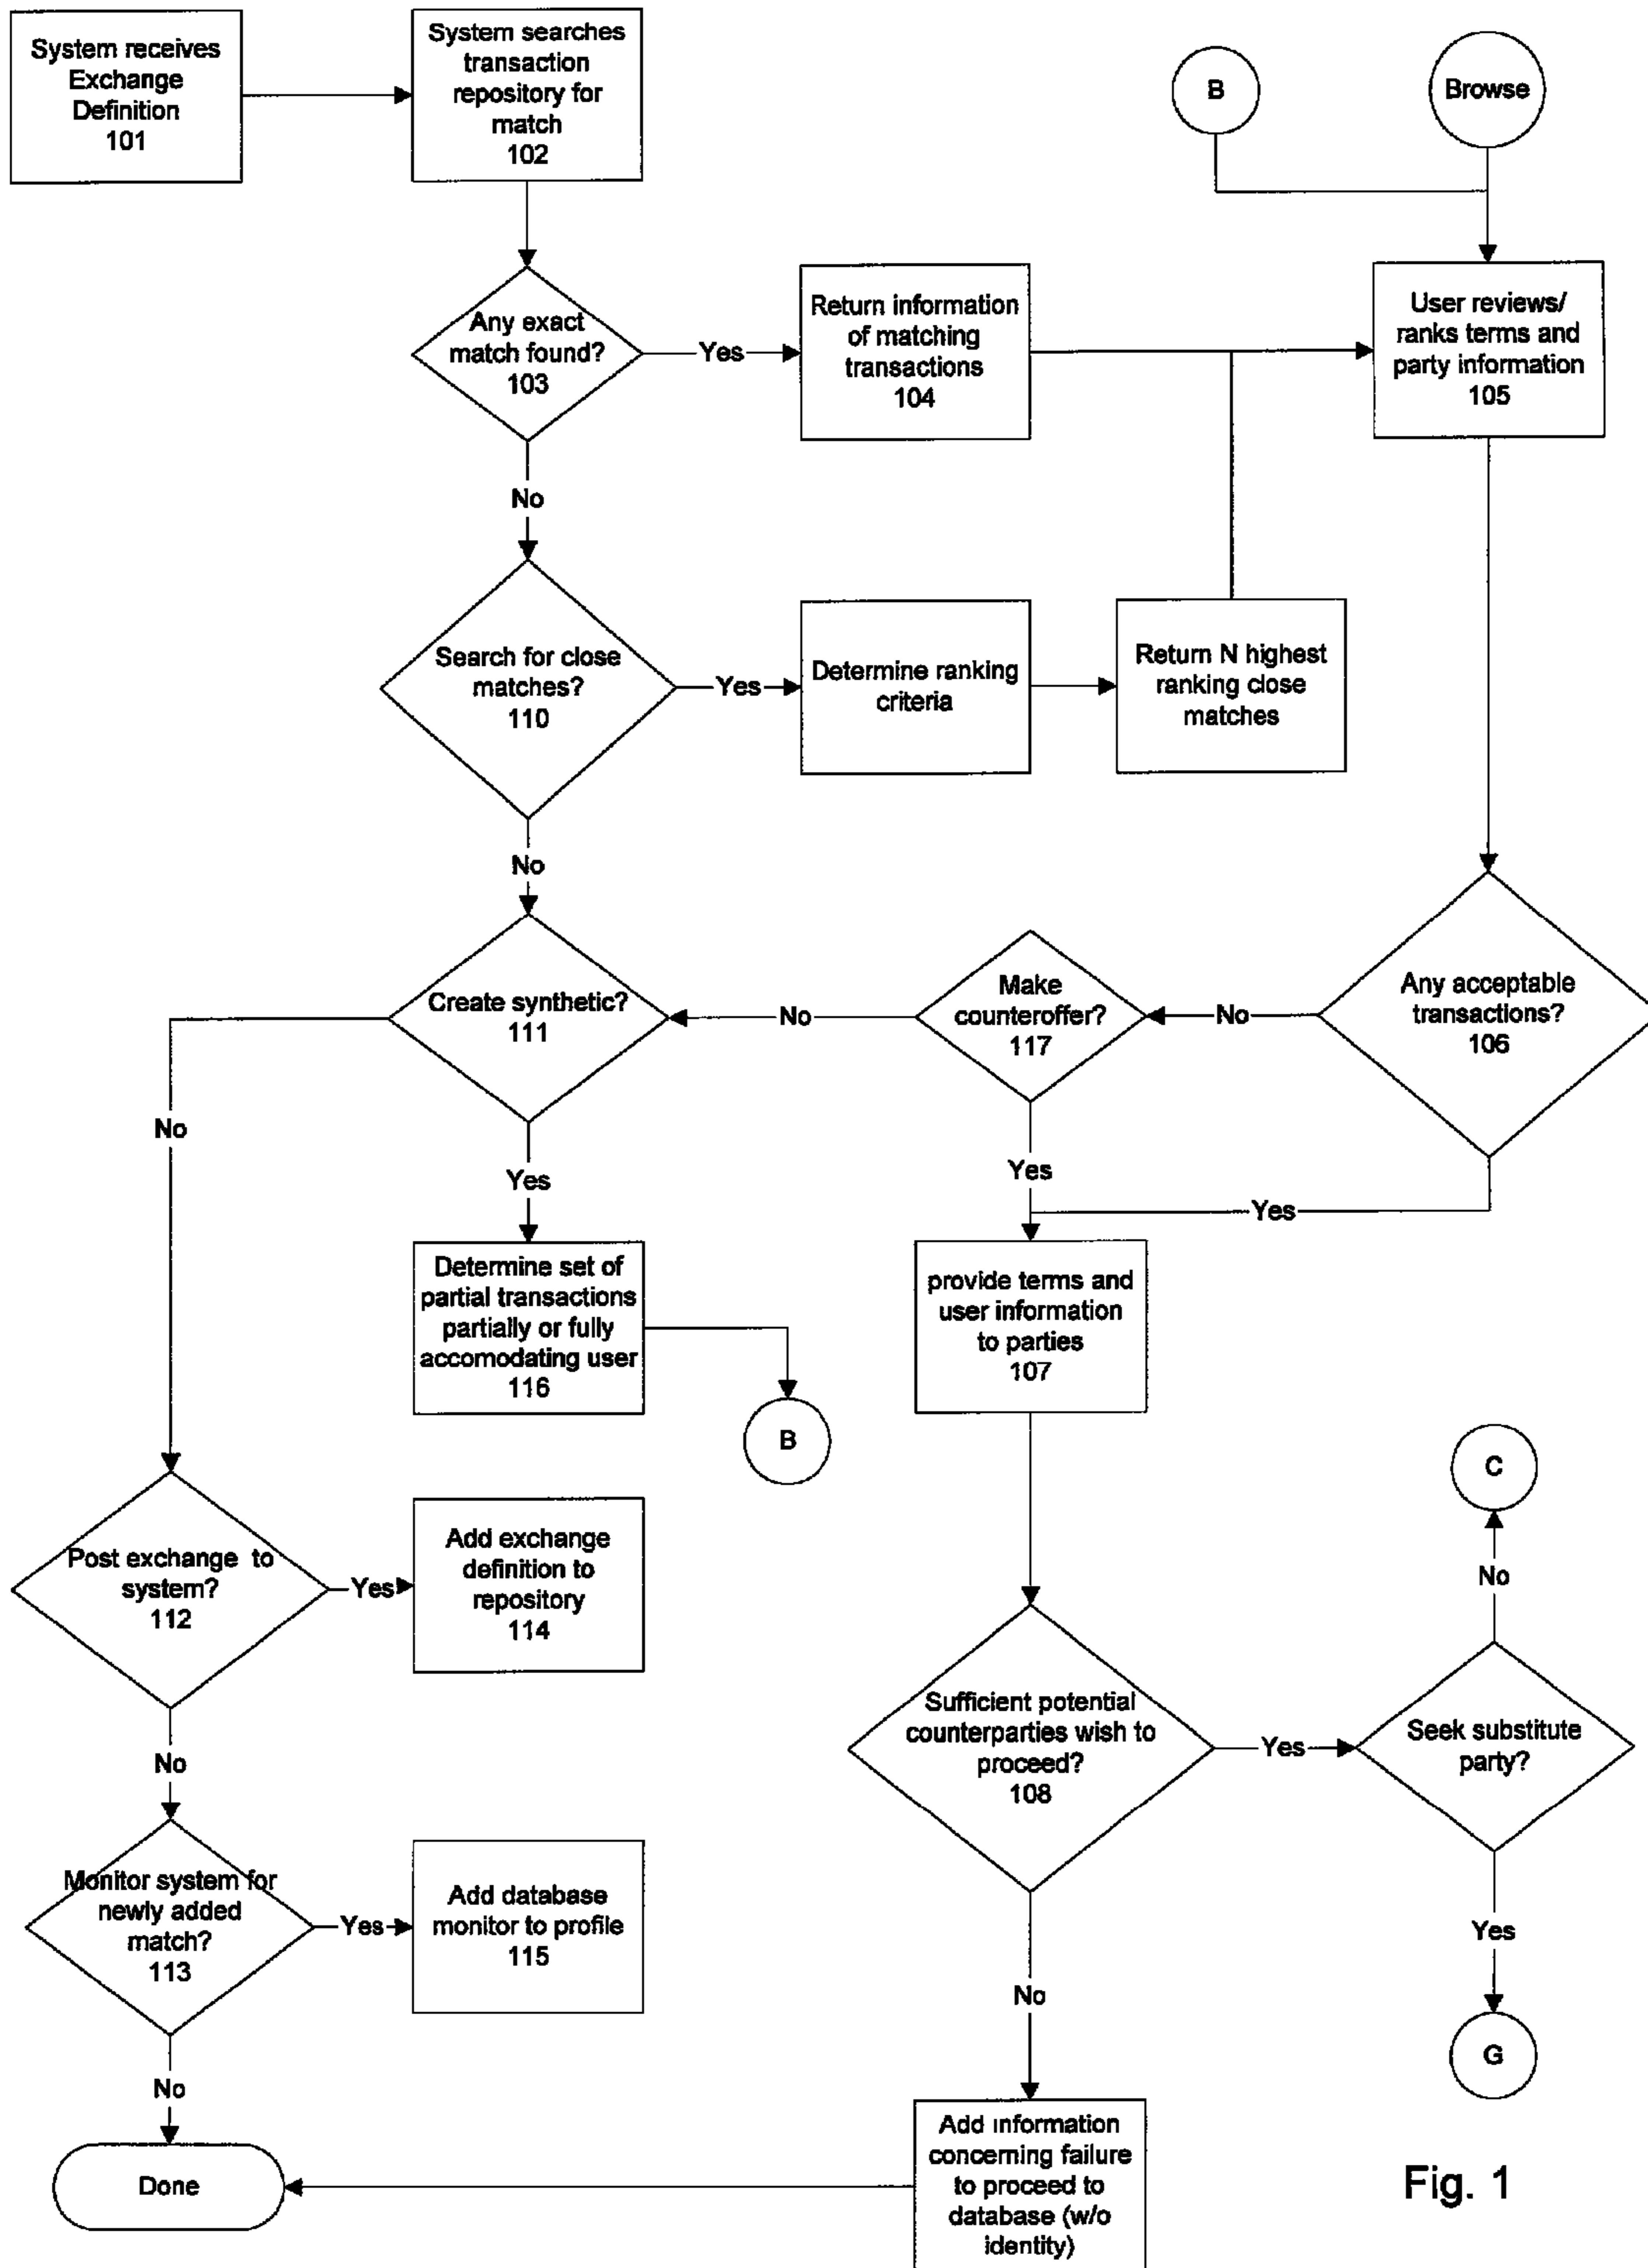 System receives
Exchange
Definition
101
System searches
transaction
repository for
match
102
B
Browse
Any exact
match found?
103
Yes
Return information
of matching
transactions
104
User reviews/
ranks terms and
party information
105
No
Search for close
matches?
110
Yes
Determine ranking
criteria
Return N highest
ranking close
matches
No
Create synthetic?
111
No
Make
counteroffer?
117
No
Any acceptable
transactions?
106
No
Yes
Yes
Yes
Determine set of
partial transactions
partially or fully
accomodating user
116
B
provide terms and
user information
to parties
107
C
No
Post exchange to
system?
112
Yes
Add exchange
definition to
repository
114
Sufficient potential
counterparties wish to
proceed?
108
Yes
Seek substitute
party?
No
Monitor system for
newly added
match?
113
Yes
Add database
monitor to profile
115
Yes
No
G
No
Done
Add information
concerning failure
to proceed to
database (w/o
identity)
Fig. 1